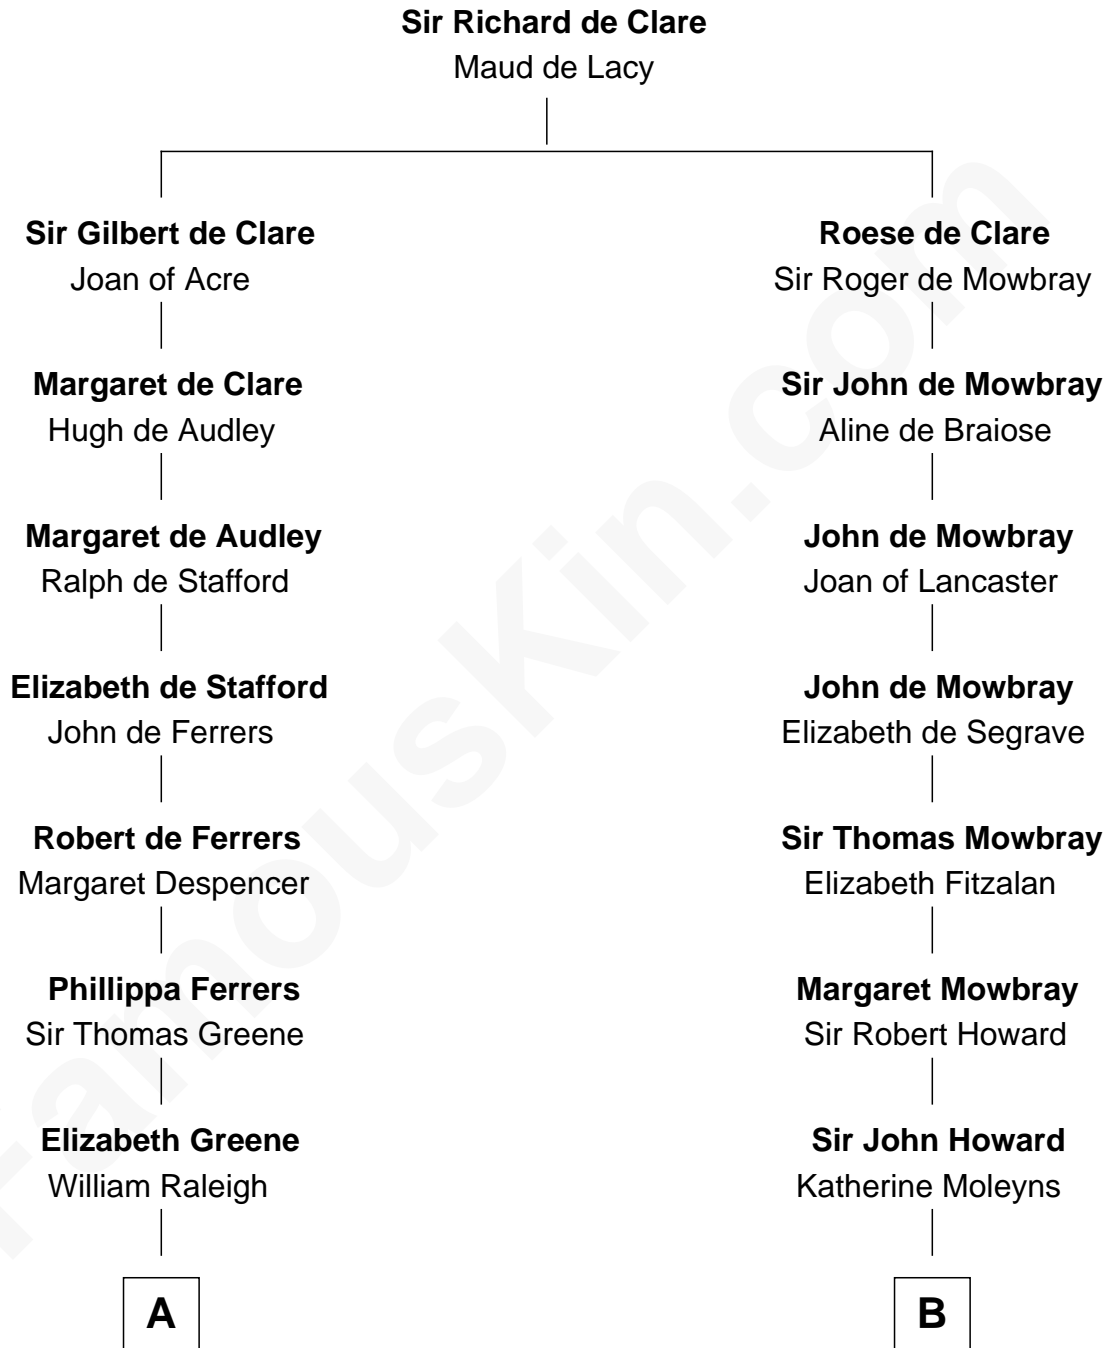 Sir Richard de Clare
Maud de Lacy
Sir Gilbert de Clare
Joan of Acre
Roese de Clare
Sir Roger de Mowbray
Margaret de Clare
Hugh de Audley
Sir John de Mowbray
Aline de Braiose
Margaret de Audley
Ralph de Stafford
John de Mowbray
Joan of Lancaster
Elizabeth de Stafford
John de Ferrers
John de Mowbray
Elizabeth de Segrave
Robert de Ferrers
Margaret Despencer
Sir Thomas Mowbray
Elizabeth Fitzalan
Phillippa Ferrers
Sir Thomas Greene
Margaret Mowbray
Sir Robert Howard
Elizabeth Greene
William Raleigh
Sir John Howard
Katherine Moleyns
A
B
FamousKin.com